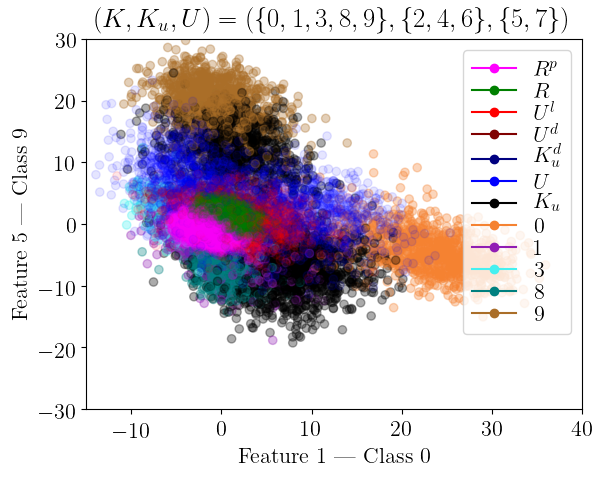 (K, K_u, U) = ({0, 1, 3, 8, 9}, {2, 4, 6}, {5, 7})
30
20
10
0
−10
−20
−30
Feature 5 — Class 9
R^p
R
U^l
U^d
K_u^d
U
K_u
0
1
3
8
9
−10
0
10
20
30
40
Feature 1 — Class 0